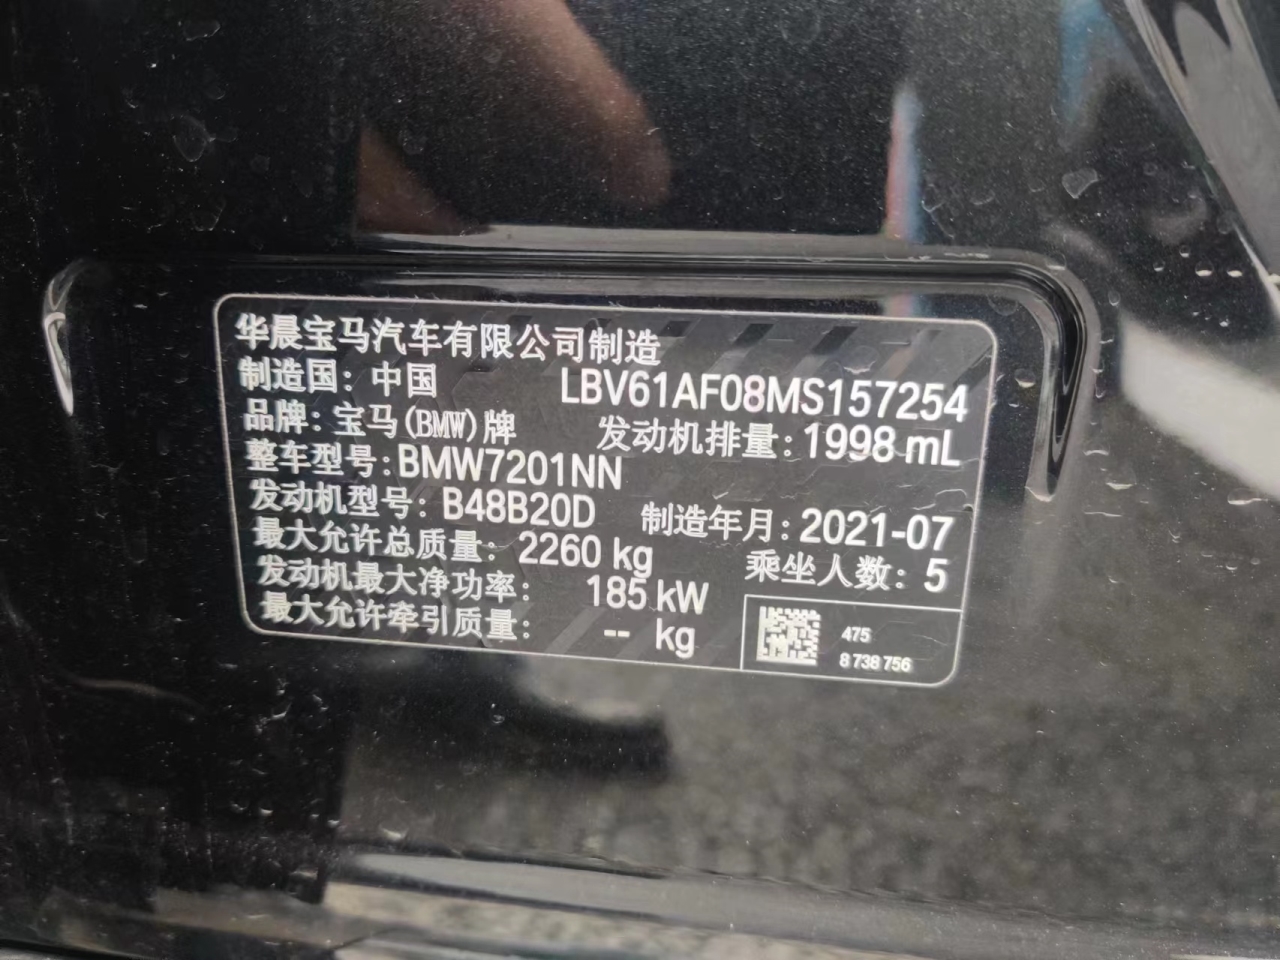 华晨宝马汽车有限公司制造
制造国：中国 LBV61AF08MS157254
品牌：宝马(BMW)牌 发动机排量：1998 mL
整车型号：BMW7201NN
发动机型号：B48B20D 制造年月：2021-07
最大允许总质量：2260 kg 乘坐人数：5
发动机最大净功率：185 kW
最大允许牵引质量：-- kg
475
8 738 756